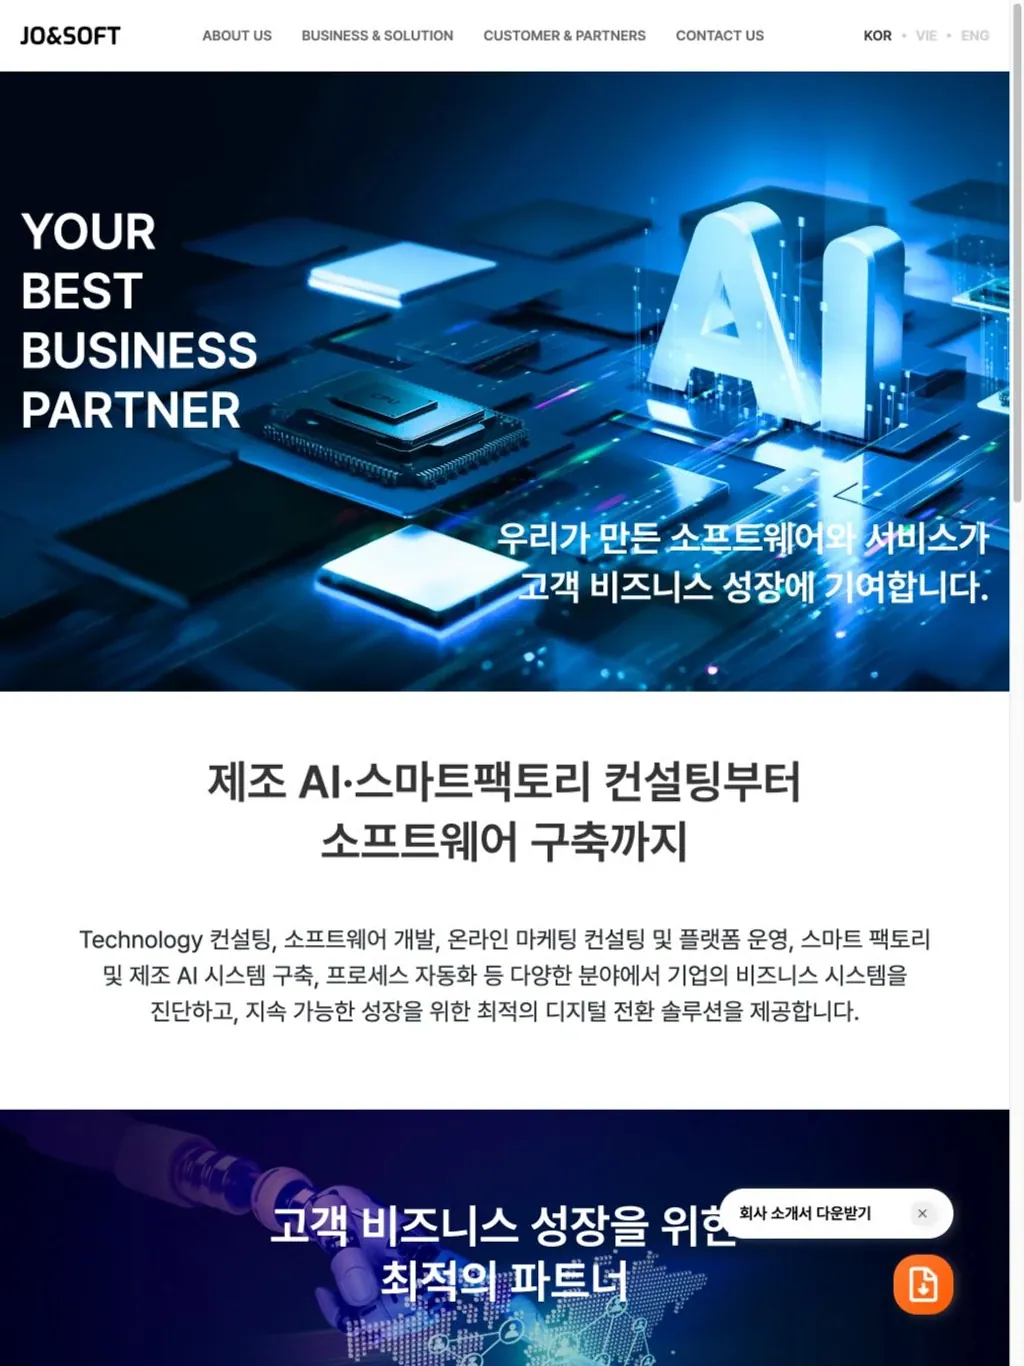 JO&SOFT
ABOUT US
BUSINESS & SOLUTION
CUSTOMER & PARTNERS
CONTACT US
KOR • VIE • ENG
YOUR
BEST
BUSINESS
PARTNER
AI
CPU
우리가 만든 소프트웨어와 서비스가
고객 비즈니스 성장에 기여합니다.
제조 AI·스마트팩토리 컨설팅부터
소프트웨어 구축까지
Technology 컨설팅, 소프트웨어 개발, 온라인 마케팅 컨설팅 및 플랫폼 운영, 스마트 팩토리
및 제조 AI 시스템 구축, 프로세스 자동화 등 다양한 분야에서 기업의 비즈니스 시스템을
진단하고, 지속 가능한 성장을 위한 최적의 디지털 전환 솔루션을 제공합니다.
고객 비즈니스 성장을 위한
최적의 파트너
회사 소개서 다운받기